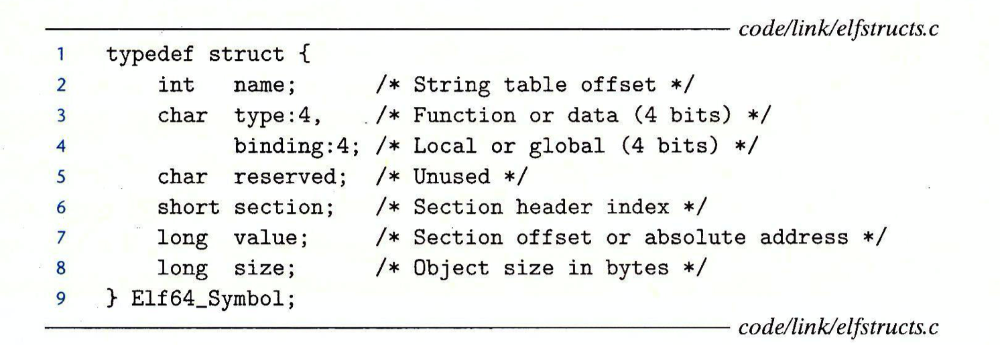 code/link/elfstructs.c
1 typedef struct {
2     int   name;      /* String table offset */
3     char  type:4,    /* Function or data (4 bits) */
4           binding:4; /* Local or global (4 bits) */
5     char  reserved;  /* Unused */
6     short section;   /* Section header index */
7     long  value;     /* Section offset or absolute address */
8     long  size;      /* Object size in bytes */
9 } Elf64_Symbol;
code/link/elfstructs.c